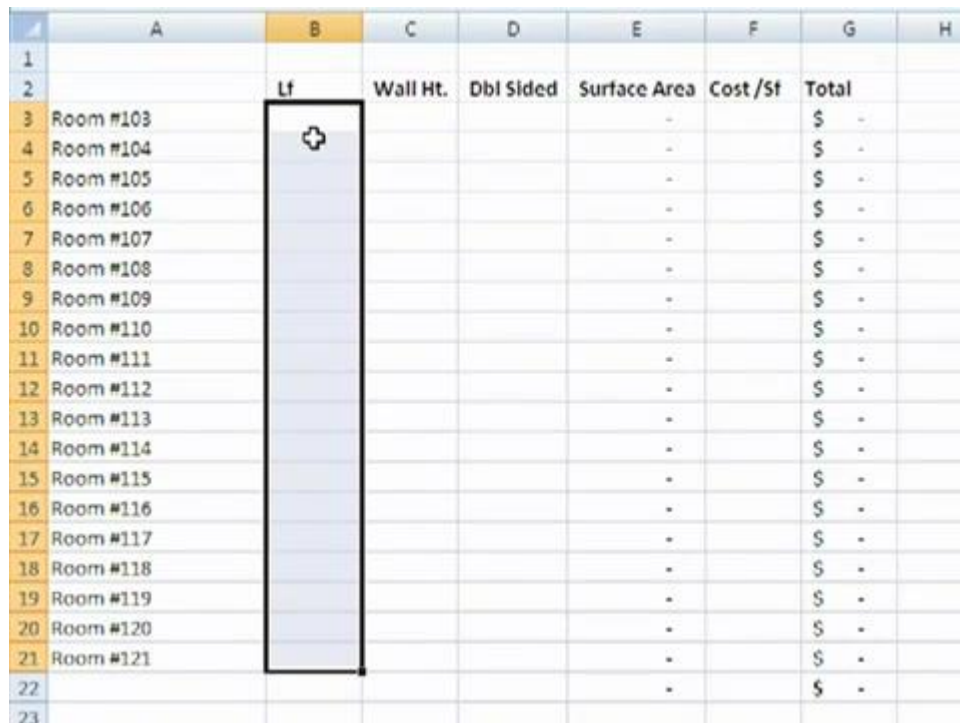 A B C D E F G H
1
2 Lf Wall Ht. Dbl Sided Surface Area Cost /Sf Total
3 Room #103 - $ -
4 Room #104 - $ -
5 Room #105 - $ -
6 Room #106 - $ -
7 Room #107 - $ -
8 Room #108 - $ -
9 Room #109 - $ -
10 Room #110 - $ -
11 Room #111 - $ -
12 Room #112 - $ -
13 Room #113 - $ -
14 Room #114 - $ -
15 Room #115 - $ -
16 Room #116 - $ -
17 Room #117 - $ -
18 Room #118 - $ -
19 Room #119 - $ -
20 Room #120 - $ -
21 Room #121 - $ -
22 - $ -
23